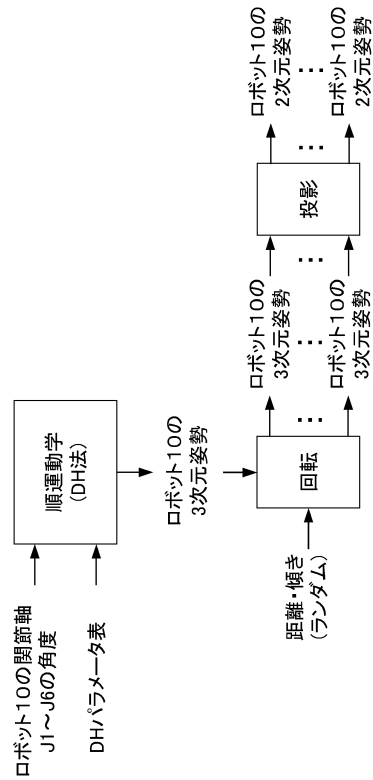 ロボット10の関節軸
J1～J6の角度
DHパラメータ表
順運動学
(DH法)
ロボット10の
3次元姿勢
距離・傾き
(ランダム)
回転
ロボット10の
3次元姿勢
...
ロボット10の
3次元姿勢
...
投影
...
ロボット10の
2次元姿勢
...
ロボット10の
2次元姿勢